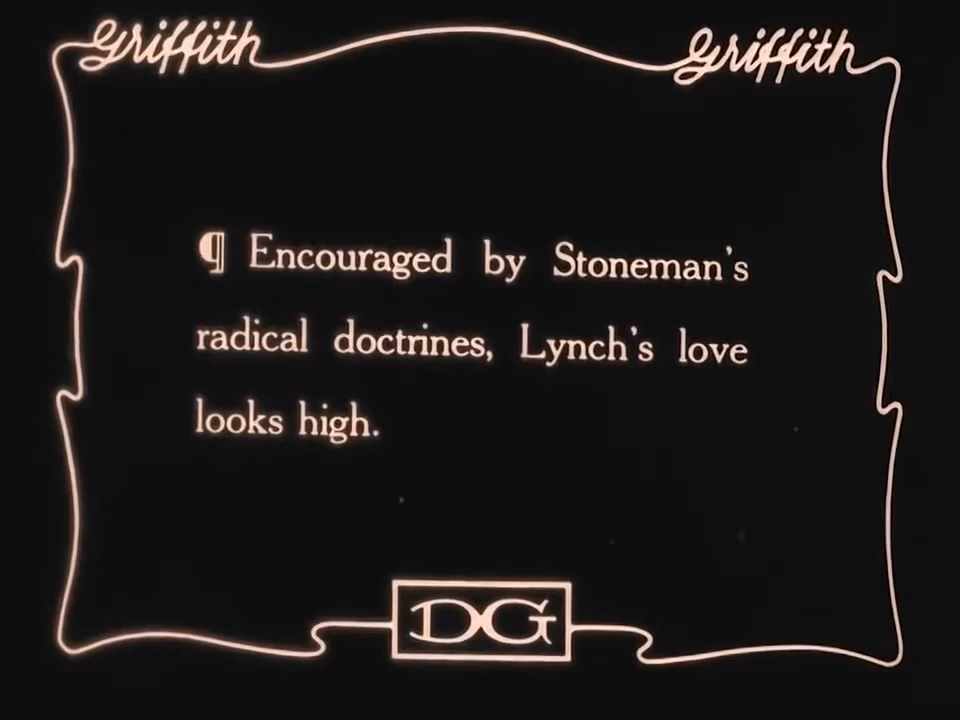 Griffith Griffith
¶ Encouraged by Stoneman's
radical doctrines, Lynch's love
looks high.
DG